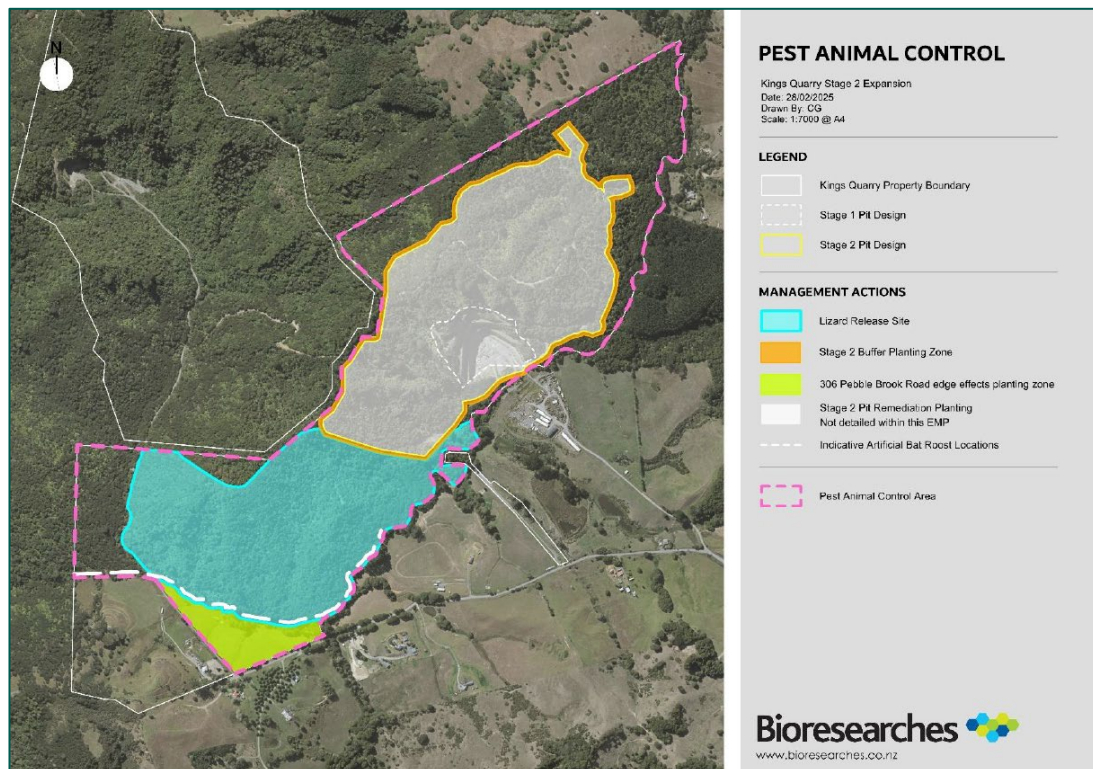 N
PEST ANIMAL CONTROL
Kings Quarry Stage 2 Expansion
Date: 28/02/2025
Drawn By: CG
Scale: 1:7000 @ A4
LEGEND
Kings Quarry Property Boundary
Stage 1 Pit Design
Stage 2 Pit Design
MANAGEMENT ACTIONS
Lizard Release Site
Stage 2 Buffer Planting Zone
306 Pebble Brook Road edge effects planting zone
Stage 2 Pit Remediation Planting
Not detailed within this EMP
Indicative Artificial Bat Roost Locations
Pest Animal Control Area
Bioresearches
www.bioresearches.co.nz